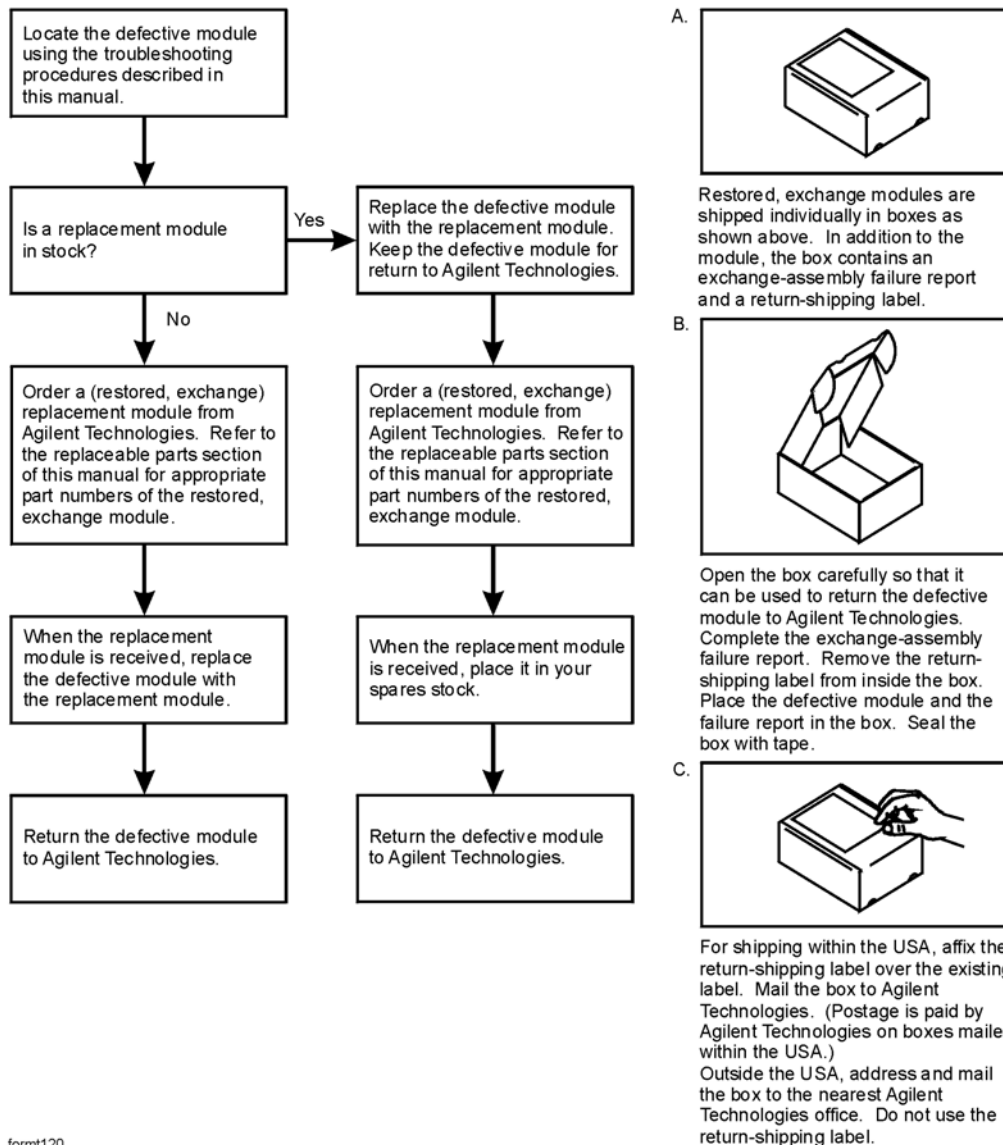 Locate the defective module
using the troubleshooting
procedures described in
this manual.
Is a replacement module
in stock?
Yes
No
Replace the defective module
with the replacement module.
Keep the defective module for
return to Agilent Technologies.
Order a (restored, exchange)
replacement module from
Agilent Technologies. Refer to
the replaceable parts section
of this manual for appropriate
part numbers of the restored,
exchange module.
Order a (restored, exchange)
replacement module from
Agilent Technologies. Refer to
the replaceable parts section
of this manual for appropriate
part numbers of the restored,
exchange module.
When the replacement
module is received, replace
the defective module with
the replacement module.
When the replacement module
is received, place it in your
spares stock.
Return the defective module
to Agilent Technologies.
Return the defective module
to Agilent Technologies.
A.
Restored, exchange modules are
shipped individually in boxes as
shown above. In addition to the
module, the box contains an
exchange-assembly failure report
and a return-shipping label.
B.
Open the box carefully so that it
can be used to return the defective
module to Agilent Technologies.
Complete the exchange-assembly
failure report. Remove the return-
shipping label from inside the box.
Place the defective module and the
failure report in the box. Seal the
box with tape.
C.
For shipping within the USA, affix the
return-shipping label over the existing
label. Mail the box to Agilent
Technologies. (Postage is paid by
Agilent Technologies on boxes maile
within the USA.)
Outside the USA, address and mail
the box to the nearest Agilent
Technologies office. Do not use the
return-shipping label.